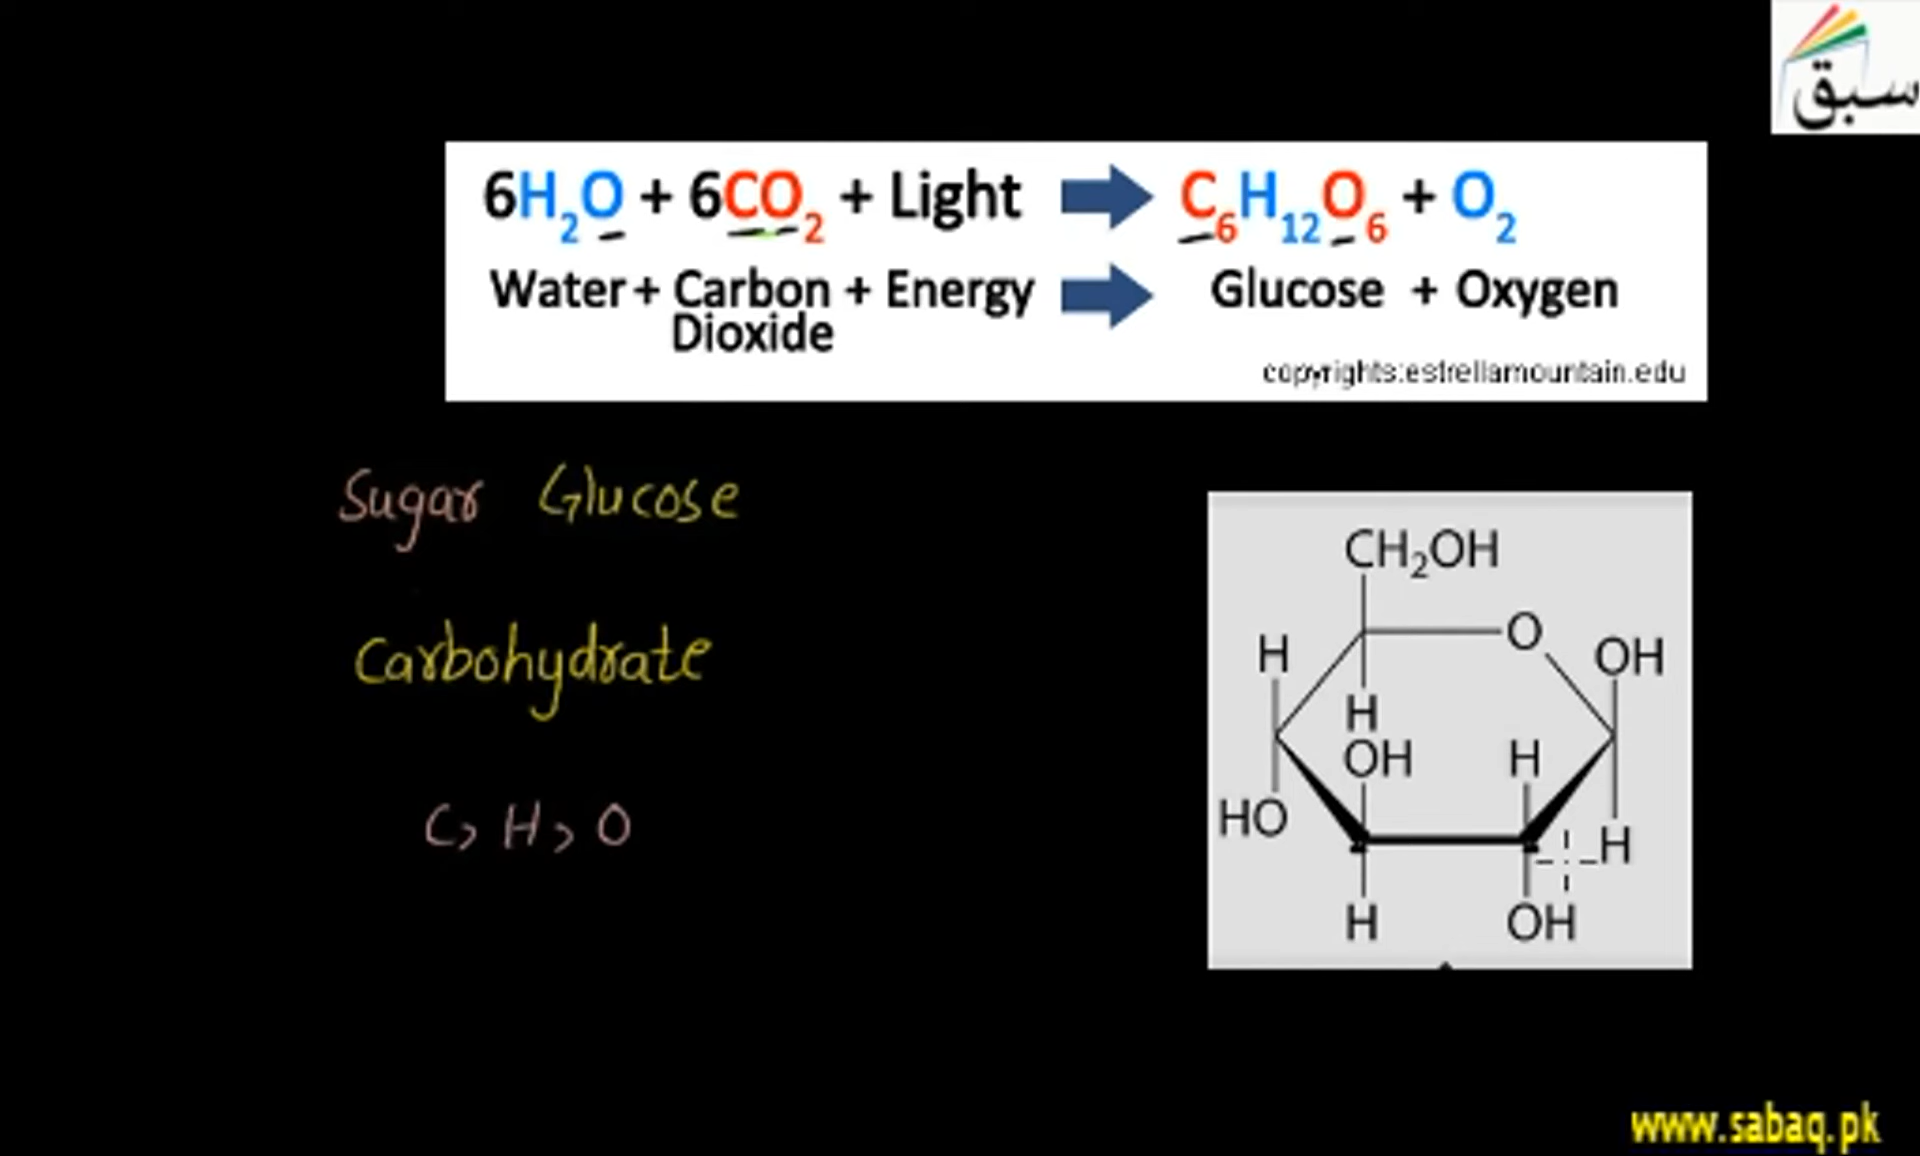 سبق
6H₂O + 6CO₂ + Light → C₆H₁₂O₆ + O₂
Water + Carbon Dioxide + Energy → Glucose + Oxygen
copyrights:estrellamountain.edu
Sugar Glucose
Carbohydrate
C, H, O
CH₂OH
O
H OH
H
OH H
HO H
H OH
www.sabaq.pk